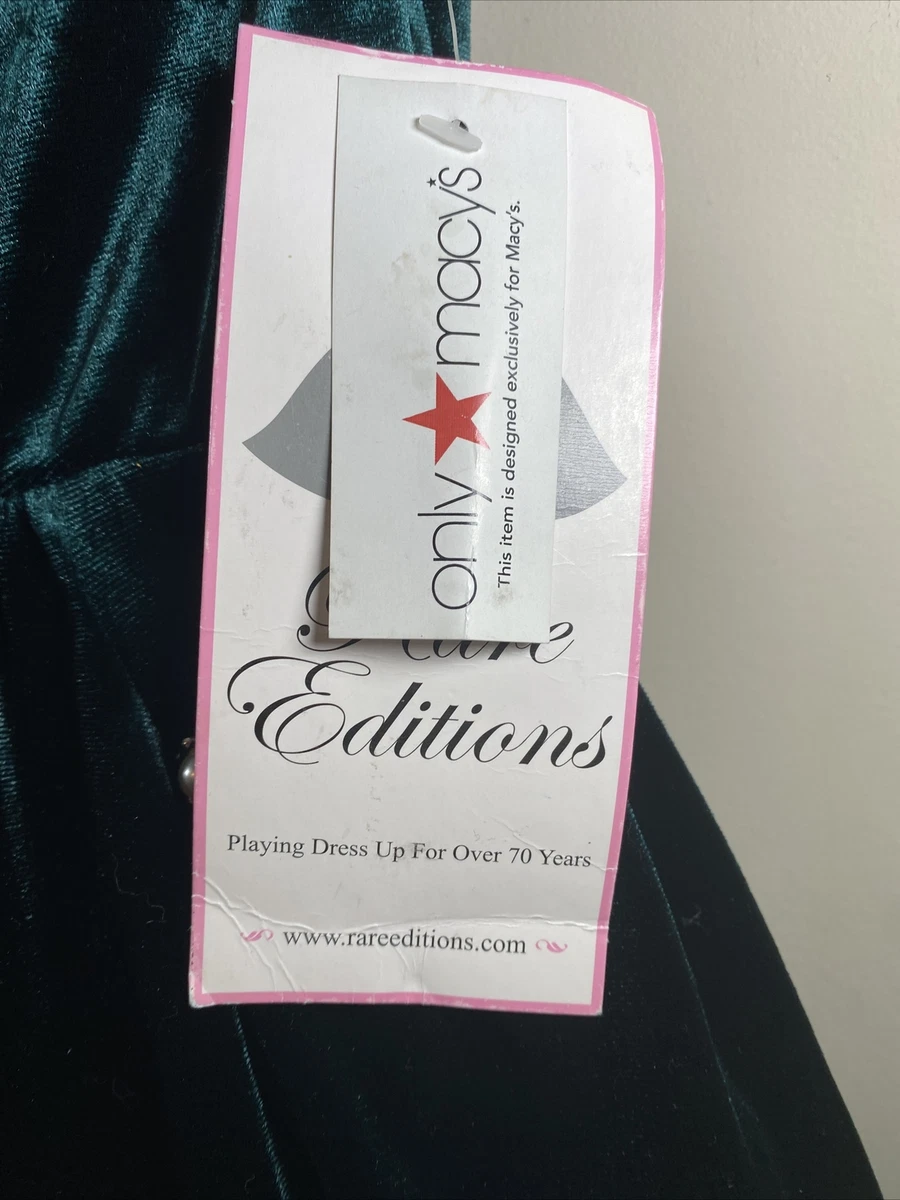 only macy's
This item is designed exclusively for Macy's.
Rare
Editions
Playing Dress Up For Over 70 Years
www.rareeditions.com